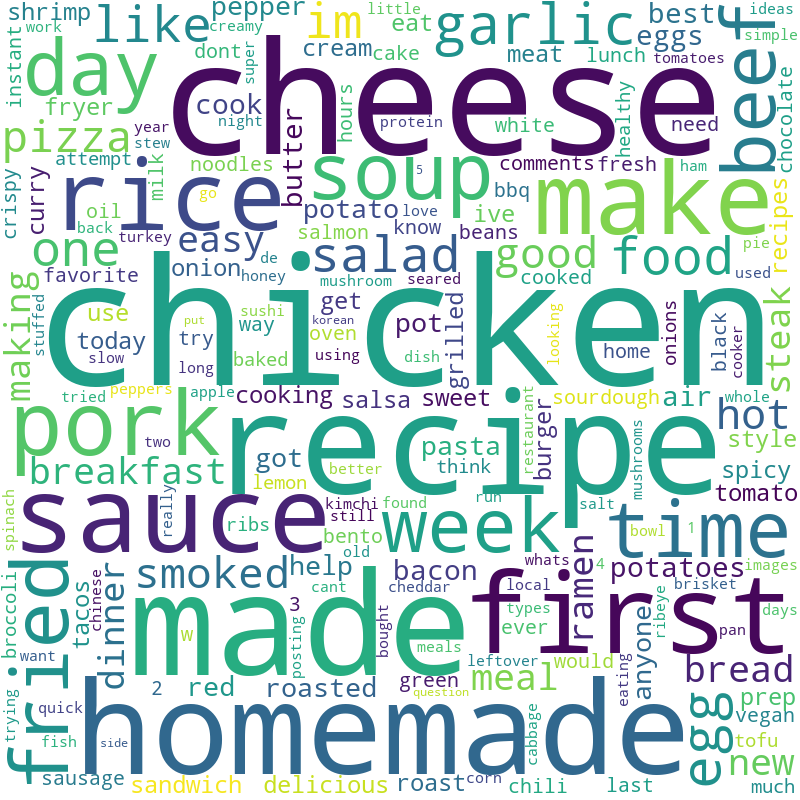 shrimp
work
like
pepper
im
creamy
little
eat
garlic
best
eggs
beef
ideas
simple
instant
day
dont
super
cream
cake
meat
lunch
tomatoes
cheese
fryer
cook
hours
protein
white
healthy
need
chocolate
pizza
year
night
butter
stew
attempt
noodles
milk
soup
comments
fresh
ham
crispy
curry
rice
go
5
bbq
make
recipes
oil
back
turkey
potato
love
ive
salmon
know
beans
one
easy
salad
good
food
pie
favorite
onion
de
honey
mushroom
seared
cooked
used
stuffed
making
use
today
slow
try
long
sushi
way
put
korean
get
oven
using
pot
dish
grilled
looking
home
onions
black
cooker
steak
chicken
baked
tried
peppers
apple
cooking
salsa
sweet
sourdough
air
whole
hot
pork
recipe
restaurant
burger
mushrooms
style
breakfast
two
got
better
pasta
think
spicy
lemon
run
salt
tomato
spinach
sauce
really
ribs
kimchi
still
found
bento
old
week
time
bowl
1
broccoli
fried
tacos
chinese
dinner
smoked
help
cant
bacon
cheddar
whats
local
ramen
4
potatoes
brisket
images
made
3
w
posting
bought
meals
types
ever
first
ribeye
pan
days
want
2
red
roasted
green
question
leftover
meal
would
eating
anyone
bread
trying
quick
fish
side
homemade
cabbage
egg
prep
vegan
tofu
new
sausage
sandwich
delicious
roast
corn
chili
last
much